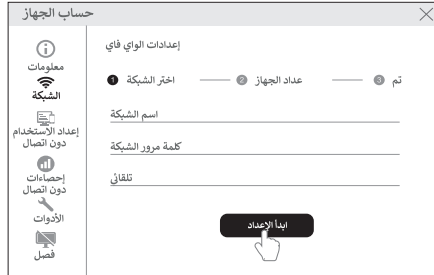 حساب الجهاز
معلومات
الشبكة
إعداد الاستخدام
دون اتصال
إحصاءات
دون اتصال
الأدوات
فصل
إعدادات الواي فاي
1 اختر الشبكة 2 عداد الجهاز 3 تم
اسم الشبكة
كلمة مرور الشبكة
تلقائي
ابدأ الإعداد